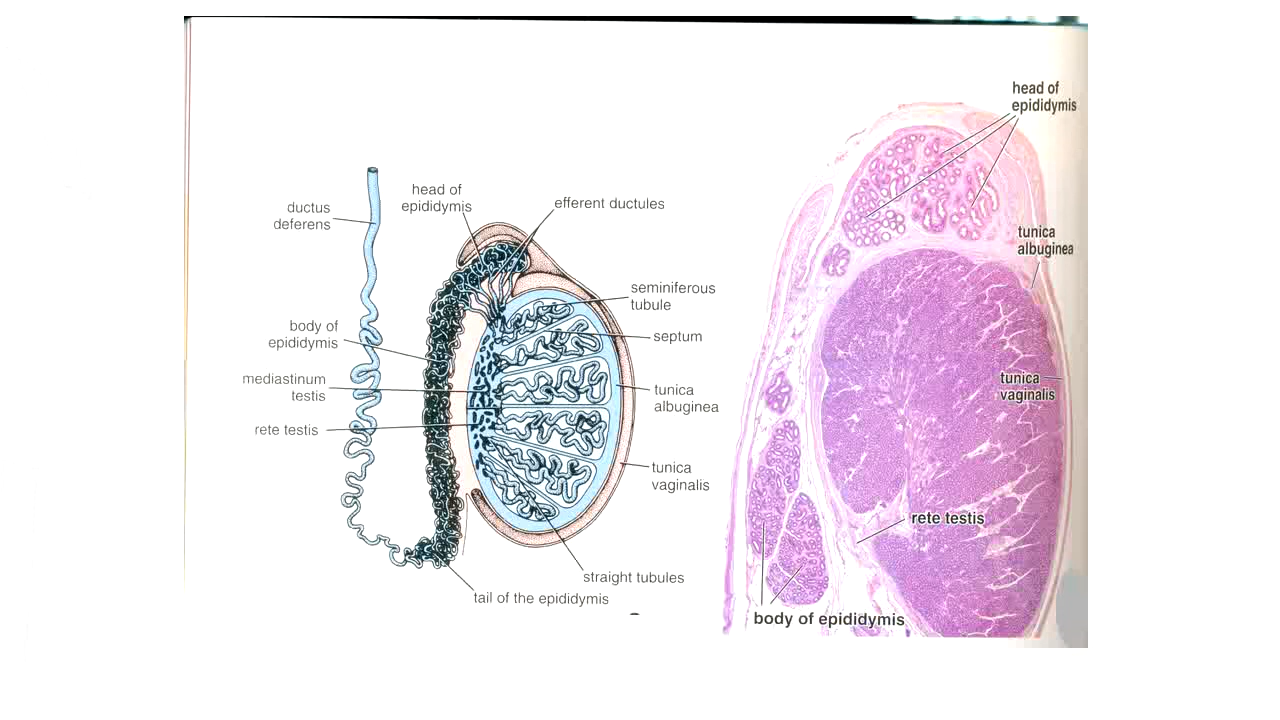 head of
epididymis
ductus
deferens
efferent ductules
seminiferous
tubule
body of
epididymis
septum
mediastinum
testis
tunica
albuginea
rete testis
tunica
vaginalis
straight tubules
tail of the epididymis
head of
epididymis
tunica
albuginea
tunica
vaginalis
rete testis
body of epididymis